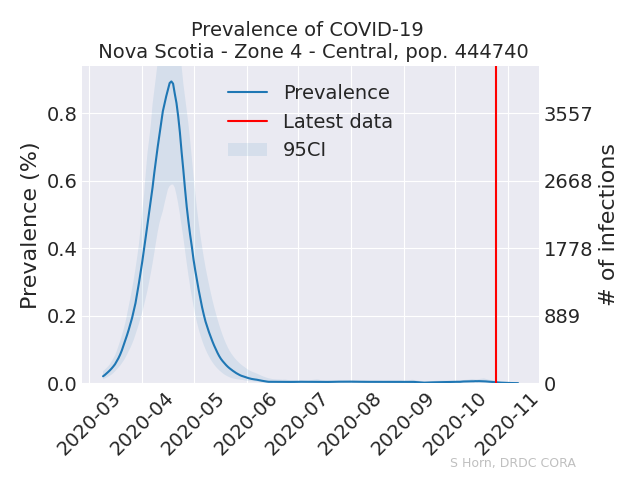 Prevalence of COVID-19
Nova Scotia - Zone 4 - Central, pop. 444740
Prevalence
Latest data
95CI
Prevalence (%)
0.8
0.6
0.4
0.2
0.0
3557
2668
1778
889
0
# of infections
2020-03
2020-04
2020-05
2020-06
2020-07
2020-08
2020-09
2020-10
2020-11
S Horn, DRDC CORA